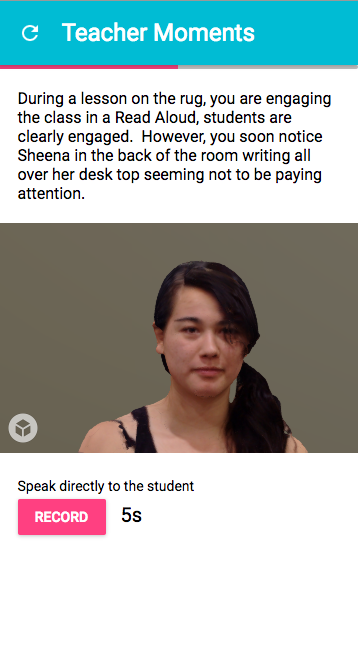 Teacher Moments
During a lesson on the rug, you are engaging
the class in a Read Aloud, students are
clearly engaged.  However, you soon notice
Sheena in the back of the room writing all
over her desk top seeming not to be paying
attention.
Speak directly to the student
RECORD 5s